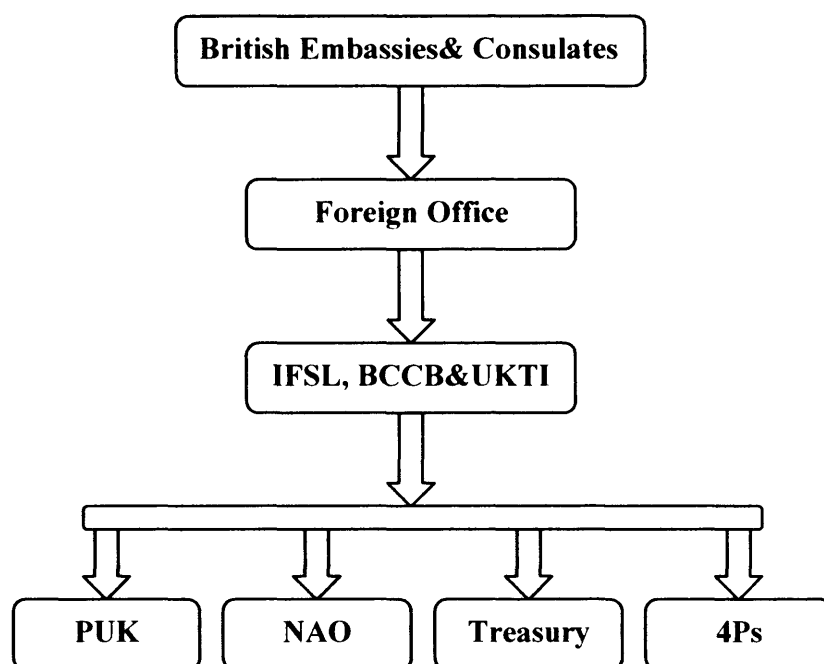 British Embassies& Consulates
Foreign Office
IFSL, BCCB&UKTI
PUK
NAO
Treasury
4Ps